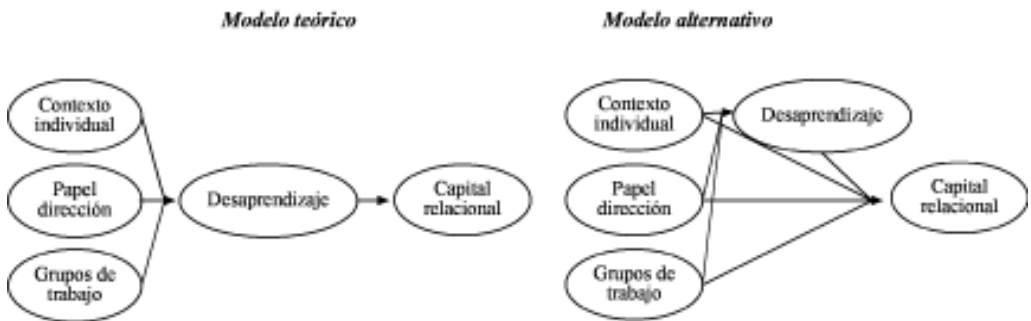 Modelo teórico
Contexto
individual
Papel
dirección
Grupos de
trabajo
Desaprendizaje
Capital
relacional
Modelo alternativo
Contexto
individual
Papel
dirección
Grupos de
trabajo
Desaprendizaje
Capital
relacional